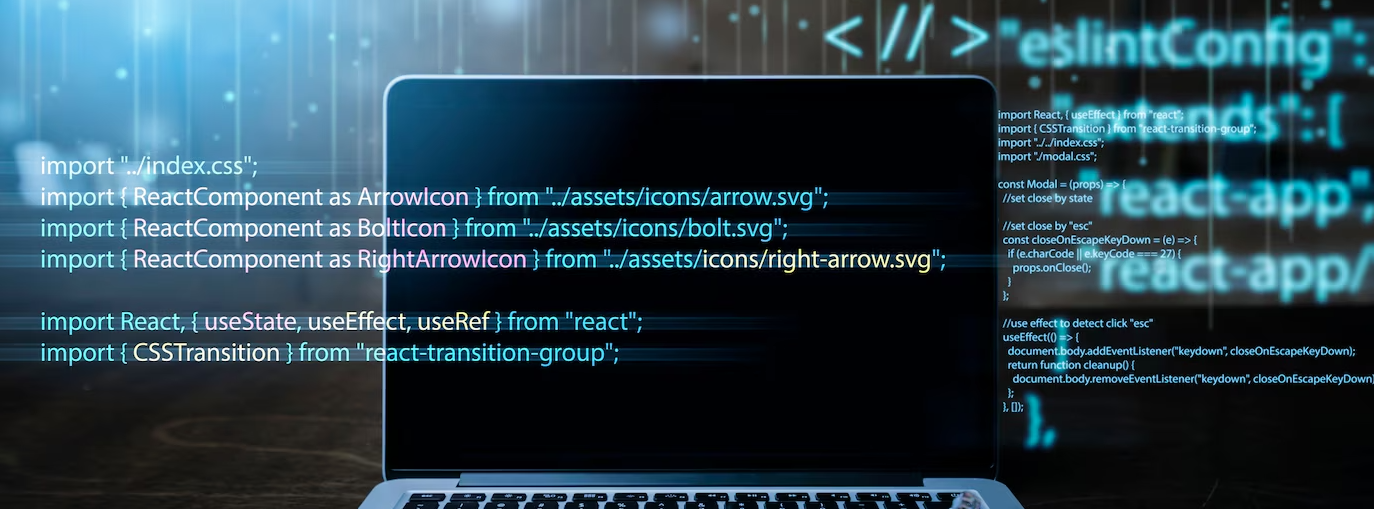 import "../index.css";
import { ReactComponent as ArrowIcon } from "../assets/icons/arrow.svg";
import { ReactComponent as BoltIcon } from "../assets/icons/bolt.svg";
import { ReactComponent as RightArrowIcon } from "../assets/icons/right-arrow.svg";
import React, { useState, useEffect, useRef } from "react";
import { CSSTransition } from "react-transition-group";
<//>
"eslintConfig":
"extends": [
"react-app",
"react-app/
},
import React, { useEffect } from "react";
import { CSSTransition } from "react-transition-group";
import "../../index.css";
import "./modal.css";
const Modal = (props) => {
//set close by state
//set close by "esc"
const closeOnEscapeKeyDown = (e) => {
if (e.charCode || e.keyCode === 27) {
props.onClose();
}
};
//use effect to detect click "esc"
useEffect(() => {
document.body.addEventListener("keydown", closeOnEscapeKeyDown);
return function cleanup() {
document.body.removeEventListener("keydown", closeOnEscapeKeyDown)
};
}, []);